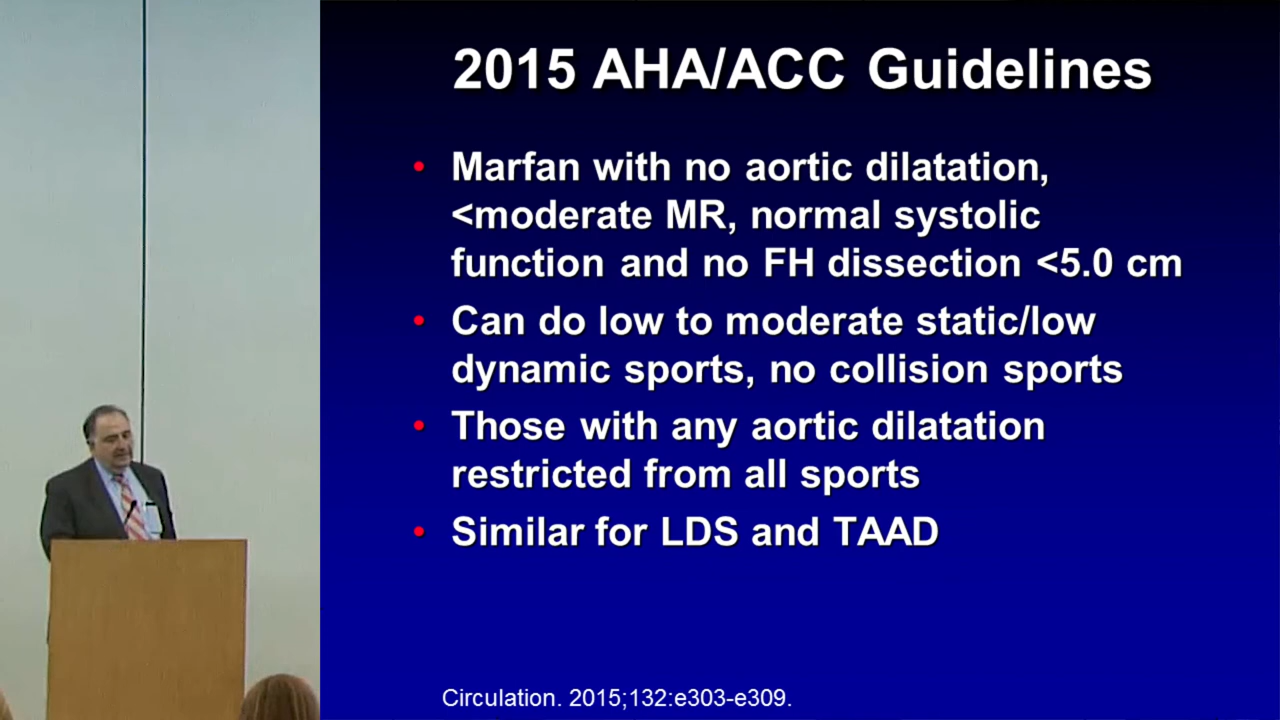 2015 AHA/ACC Guidelines
• Marfan with no aortic dilatation,
<moderate MR, normal systolic
function and no FH dissection <5.0 cm
• Can do low to moderate static/low
dynamic sports, no collision sports
• Those with any aortic dilatation
restricted from all sports
• Similar for LDS and TAAD
Circulation. 2015;132:e303-e309.